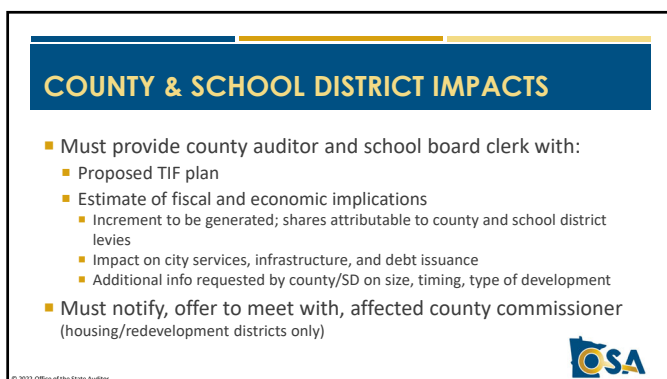 COUNTY & SCHOOL DISTRICT IMPACTS
Must provide county auditor and school board clerk with:
Proposed TIF plan
Estimate of fiscal and economic implications
Increment to be generated; shares attributable to county and school district
levies
Impact on city services, infrastructure, and debt issuance
Additional info requested by county/SD on size, timing, type of development
Must notify, offer to meet with, affected county commissioner
(housing/redevelopment districts only)
© 2022 Office of the State Auditor
OSA